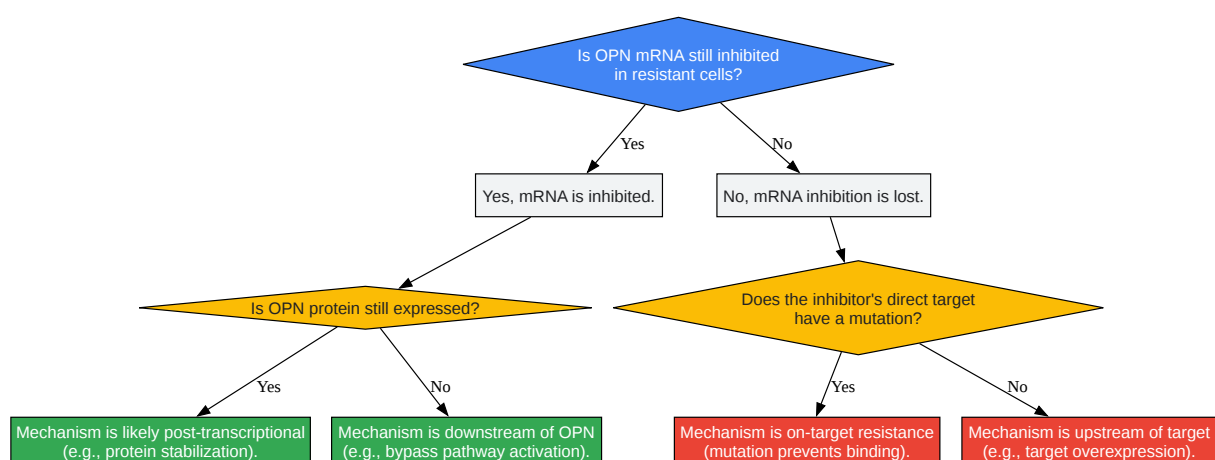 Is OPN mRNA still inhibited
in resistant cells?
Yes
No
Yes, mRNA is inhibited.
No, mRNA inhibition is lost.
Is OPN protein still expressed?
Does the inhibitor's direct target
have a mutation?
Yes
No
Yes
No
Mechanism is likely post-transcriptional
(e.g., protein stabilization).
Mechanism is downstream of OPN
(e.g., bypass pathway activation).
Mechanism is on-target resistance
(mutation prevents binding).
Mechanism is upstream of target
(e.g., target overexpression).